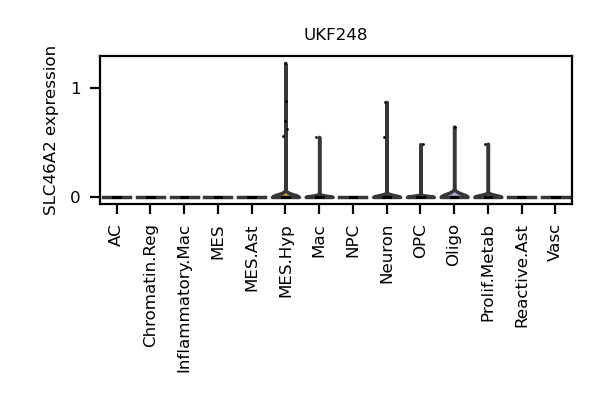 UKF248
SLC46A2 expression
1
0
AC
Chromatin.Reg
Inflammatory.Mac
MES
MES.Ast
MES.Hyp
Mac
NPC
Neuron
OPC
Oligo
Prolif.Metab
Reactive.Ast
Vasc